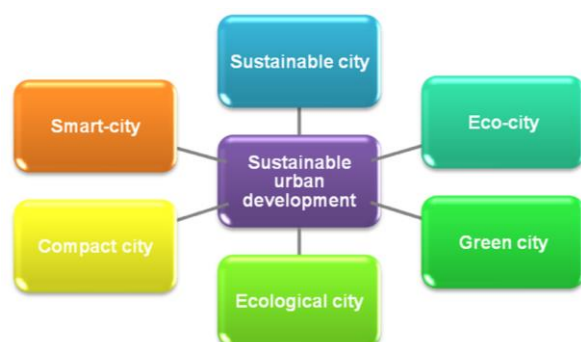 Sustainable city
Smart-city
Eco-city
Sustainable
urban
development
Compact city
Green city
Ecological city